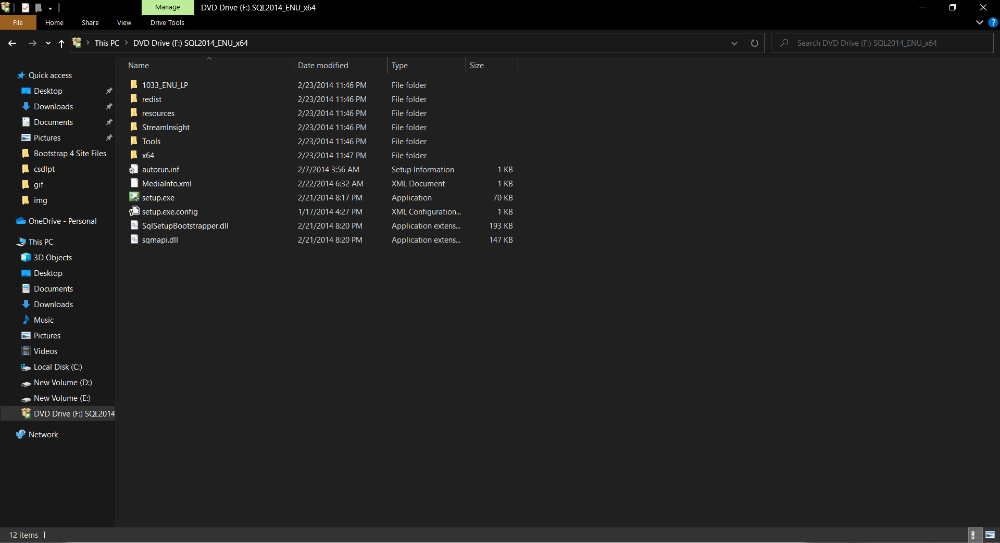 Manage
DVD Drive (F:) SQL2014_ENU_x64
File
Home
Share
View
Drive Tools
?
This PC
DVD Drive (F:) SQL2014_ENU_x64
Search DVD Drive (F:) SQL2014_ENU_x64
Name Date modified Type Size
Quick access
Desktop
Downloads
Documents
Pictures
Bootstrap 4 Site Files
csdlpt
gif
img
OneDrive - Personal
This PC
3D Objects
Desktop
Documents
Downloads
Music
Pictures
Videos
Local Disk (C:)
New Volume (D:)
New Volume (E:)
DVD Drive (F:) SQL2014
Network
1033_ENU_LP 2/23/2014 11:46 PM File folder
redist 2/23/2014 11:46 PM File folder
resources 2/23/2014 11:46 PM File folder
StreamInsight 2/23/2014 11:46 PM File folder
Tools 2/23/2014 11:46 PM File folder
x64 2/23/2014 11:47 PM File folder
autorun.inf 2/7/2014 3:56 AM Setup Information 1 KB
MediaInfo.xml 2/22/2014 6:32 AM XML Document 1 KB
setup.exe 2/21/2014 8:17 PM Application 70 KB
setup.exe.config 1/17/2014 4:27 PM XML Configuration... 1 KB
SqlSetupBootstrapper.dll 2/21/2014 8:20 PM Application extens... 193 KB
sqmapi.dll 2/21/2014 8:20 PM Application extens... 147 KB
12 items